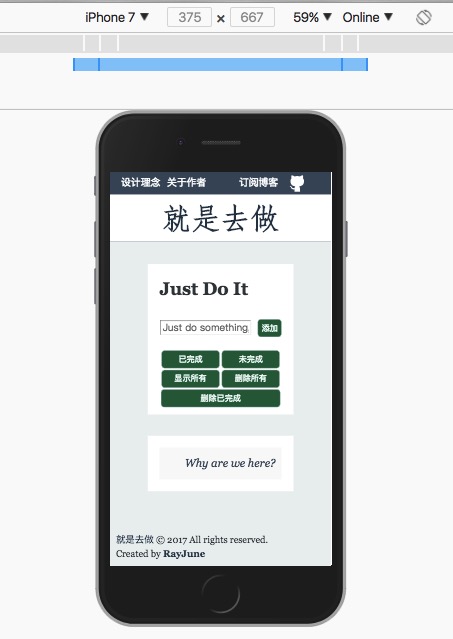 iPhone 7 ▼ 375 × 667 59% ▼ Online ▼
设计理念 关于作者 订阅博客
就是去做
Just Do It
Just do something, 添加
已完成 未完成
显示所有 删除所有
删除已完成
Why are we here?
就是去做 © 2017 All rights reserved.
Created by RayJune